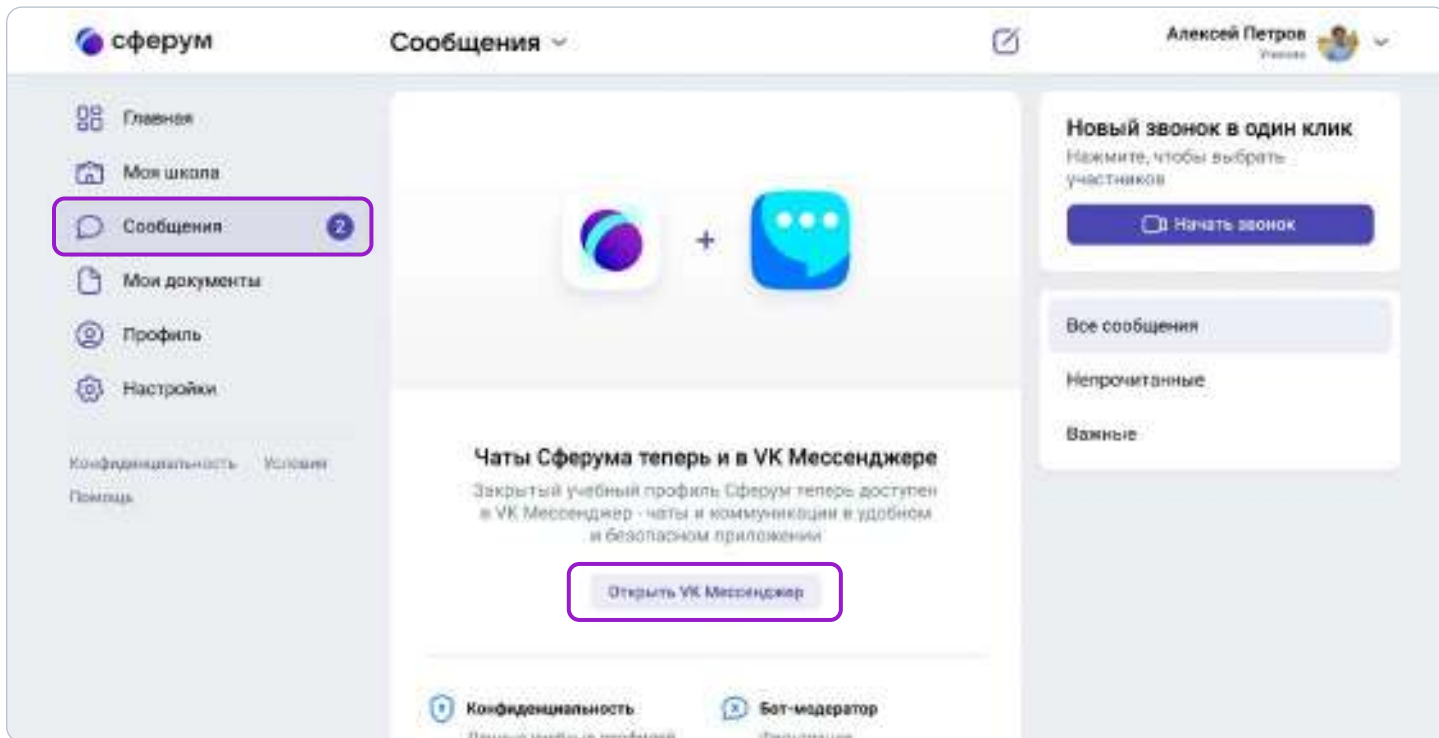 сферум
Сообщения
Алексей Петров
Главная
Моя школа
Сообщения
2
Мои документы
Профиль
Настройки
Конфиденциальность Условия
Помощь
Чаты Сферума теперь и в VK Мессенджере
Закрытый учебный профиль Сферум теперь доступен
в VK Мессенджер - чаты и коммуникации в удобном
и безопасном приложении
Открыть VK Мессенджер
Конфиденциальность
Бот-модератор
Новый звонок в один клик
Нажмите, чтобы выбрать
участников
Начать звонок
Все сообщения
Непрочитанные
Важные